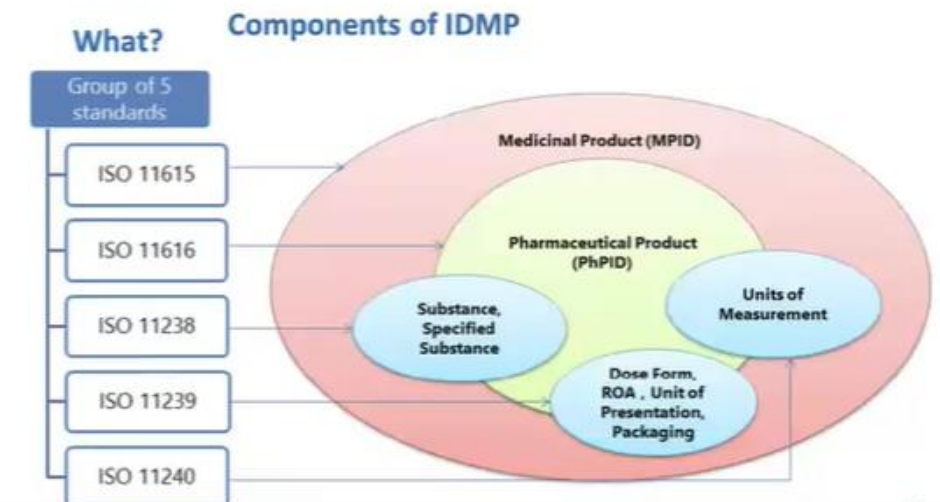 What?
Components of IDMP
Group of 5
standards
ISO 11615
ISO 11616
ISO 11238
ISO 11239
ISO 11240
Medicinal Product (MPID)
Pharmaceutical Product
(PhPID)
Substance,
Specified
Substance
Units of
Measurement
Dose Form,
ROA , Unit of
Presentation,
Packaging